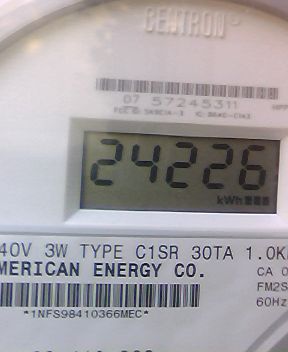 CENTRON®
07 57245311
24226
kWh
40V 3W TYPE C1SR 30TA 1.0K
MERICAN ENERGY CO.
CA 0
FM2S
60Hz
*1NFS98410366MEC*